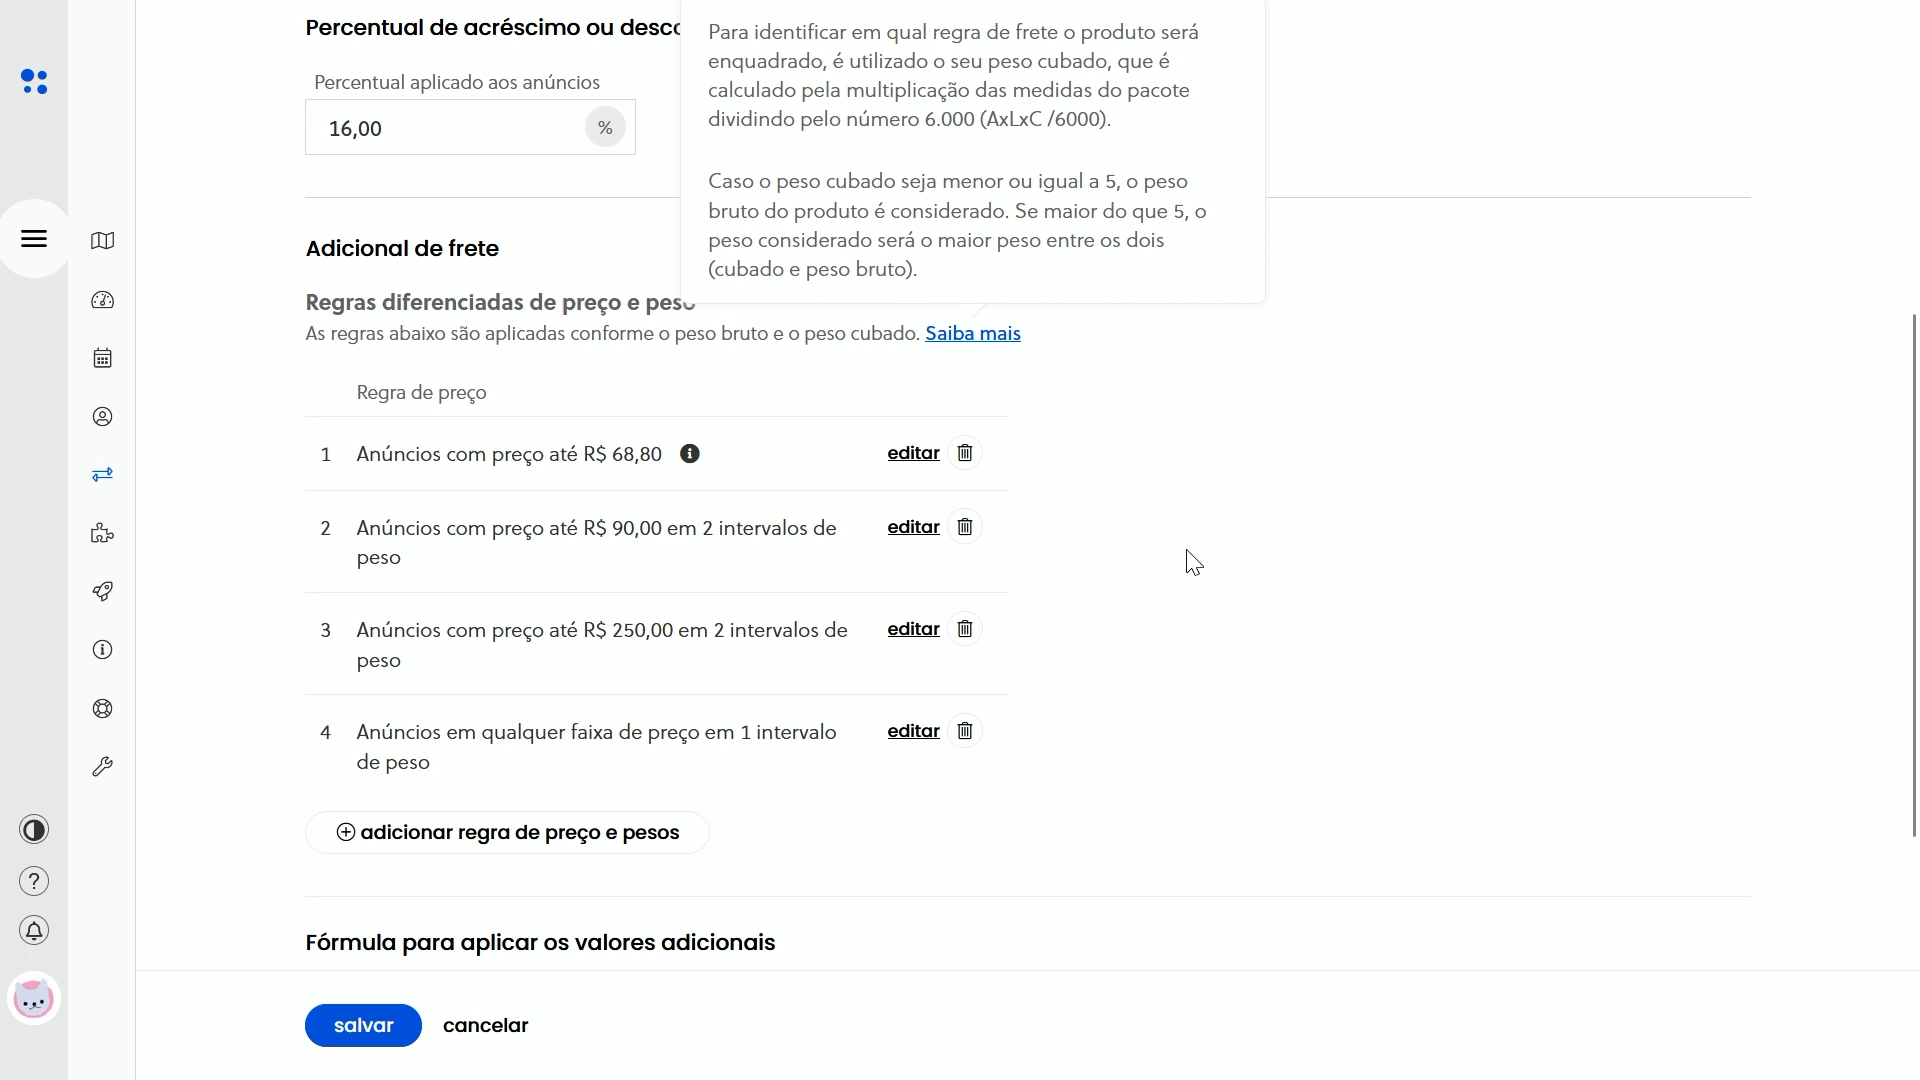 Percentual de acréscimo ou desc
Percentual aplicado aos anúncios
16,00
%
Para identificar em qual regra de frete o produto será
enquadrado, é utilizado o seu peso cubado, que é
calculado pela multiplicação das medidas do pacote
dividindo pelo número 6.000 (AxLxC /6000).
Caso o peso cubado seja menor ou igual a 5, o peso
bruto do produto é considerado. Se maior do que 5, o
peso considerado será o maior peso entre os dois
(cubado e peso bruto).
Adicional de frete
Regras diferenciadas de preço e peso
As regras abaixo são aplicadas conforme o peso bruto e o peso cubado. Saiba mais
Regra de preço
1 Anúncios com preço até R$ 68,80 editar
2 Anúncios com preço até R$ 90,00 em 2 intervalos de editar
peso
3 Anúncios com preço até R$ 250,00 em 2 intervalos de editar
peso
4 Anúncios em qualquer faixa de preço em 1 intervalo editar
de peso
adicionar regra de preço e pesos
Fórmula para aplicar os valores adicionais
salvar cancelar